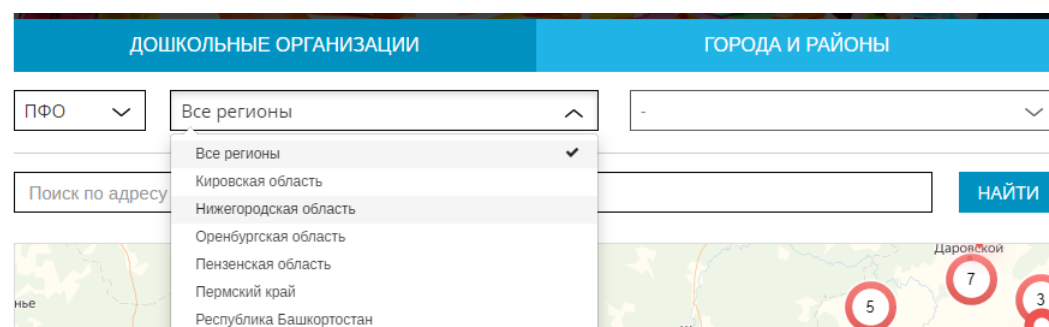 ДОШКОЛЬНЫЕ ОРГАНИЗАЦИИ
ГОРОДА И РАЙОНЫ
ПФО
Все регионы
-
Все регионы
Кировская область
Нижегородская область
Оренбургская область
Пензенская область
Пермский край
Республика Башкортостан
Поиск по адресу
НАЙТИ
Даровской
нье
7
5
3